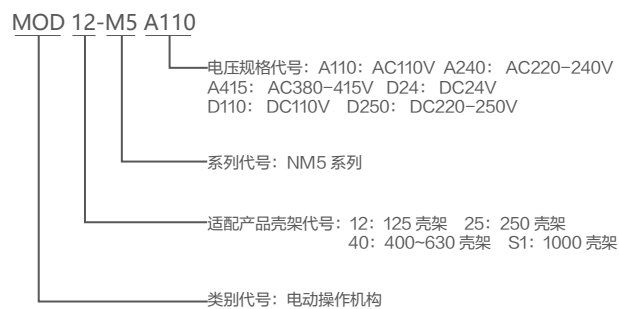 MOD 12-M5 A110
电压规格代号：A110：AC110V A240： AC220-240V
A415： AC380-415V D24： DC24V
D110： DC110V D250： DC220-250V
系列代号：NM5 系列
适配产品壳架代号：12：125 壳架 25：250 壳架
40：400~630 壳架 S1：1000 壳架
类别代号：电动操作机构